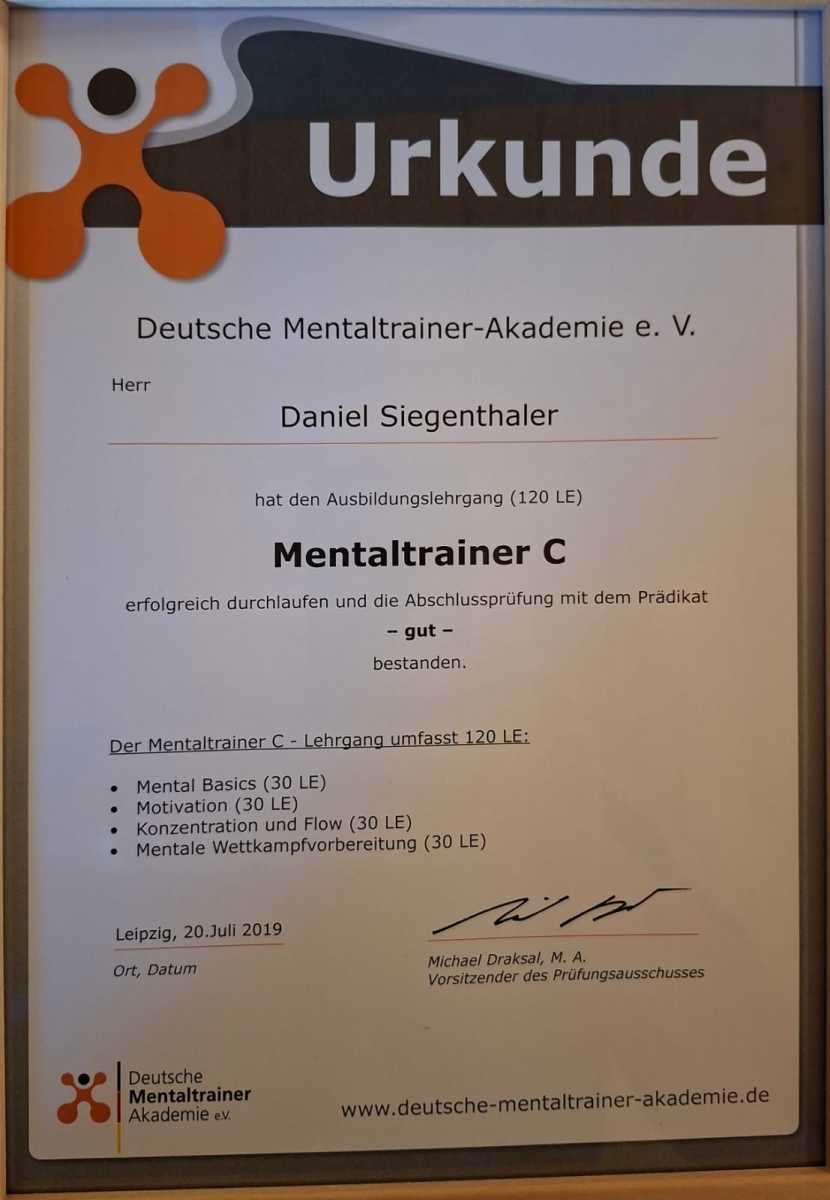 Urkunde
Deutsche Mentaltrainer-Akademie e. V.
Herr
Daniel Siegenthaler
hat den Ausbildungslehrgang (120 LE)
Mentaltrainer C
erfolgreich durchlaufen und die Abschlussprüfung mit dem Prädikat
– gut –
bestanden.
Der Mentaltrainer C - Lehrgang umfasst 120 LE:
• Mental Basics (30 LE)
• Motivation (30 LE)
• Konzentration und Flow (30 LE)
• Mentale Wettkampfvorbereitung (30 LE)
Leipzig, 20.Juli 2019
Ort, Datum
Michael Draksal, M. A.
Vorsitzender des Prüfungsausschusses
Deutsche
Mentaltrainer
Akademie e.V.
www.deutsche-mentaltrainer-akademie.de